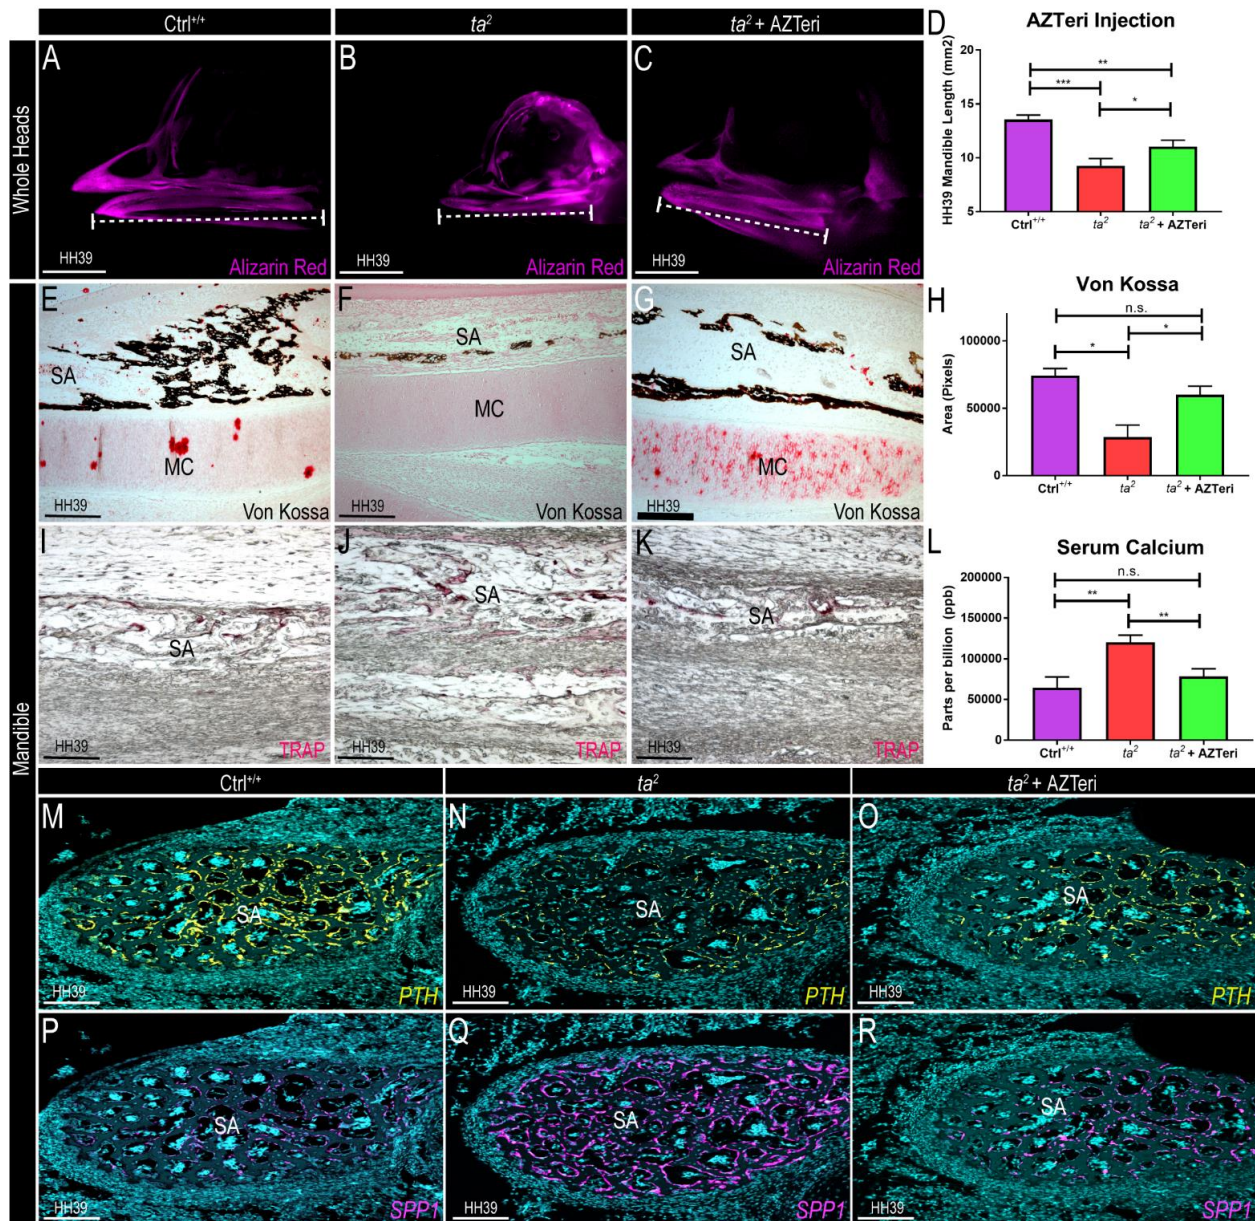 Ctrl+/+
ta²
ta² + AZTeri
Whole Heads
A
HH39
Alizarin Red
B
HH39
Alizarin Red
C
HH39
Alizarin Red
D
AZTeri Injection
HH39 Mandible Length (mm2)
20
15
10
5
**
***
*
Ctrl+/+
ta²
ta² + AZTeri
Mandible
E
SA
MC
HH39
Von Kossa
F
SA
MC
HH39
Von Kossa
G
SA
MC
HH39
Von Kossa
H
Von Kossa
n.s.
*
*
Area (Pixels)
100000
50000
0
Ctrl+/+
ta²
ta² + AZTeri
I
SA
HH39
TRAP
J
SA
HH39
TRAP
K
SA
HH39
TRAP
L
Serum Calcium
n.s.
**
**
Parts per billion (ppb)
200000
150000
100000
50000
0
Ctrl+/+
ta²
ta² + AZTeri
Ctrl+/+
ta²
ta² + AZTeri
M
SA
HH39
PTH
N
SA
HH39
PTH
O
SA
HH39
PTH
P
SA
HH39
SPP1
Q
SA
HH39
SPP1
R
SA
HH39
SPP1